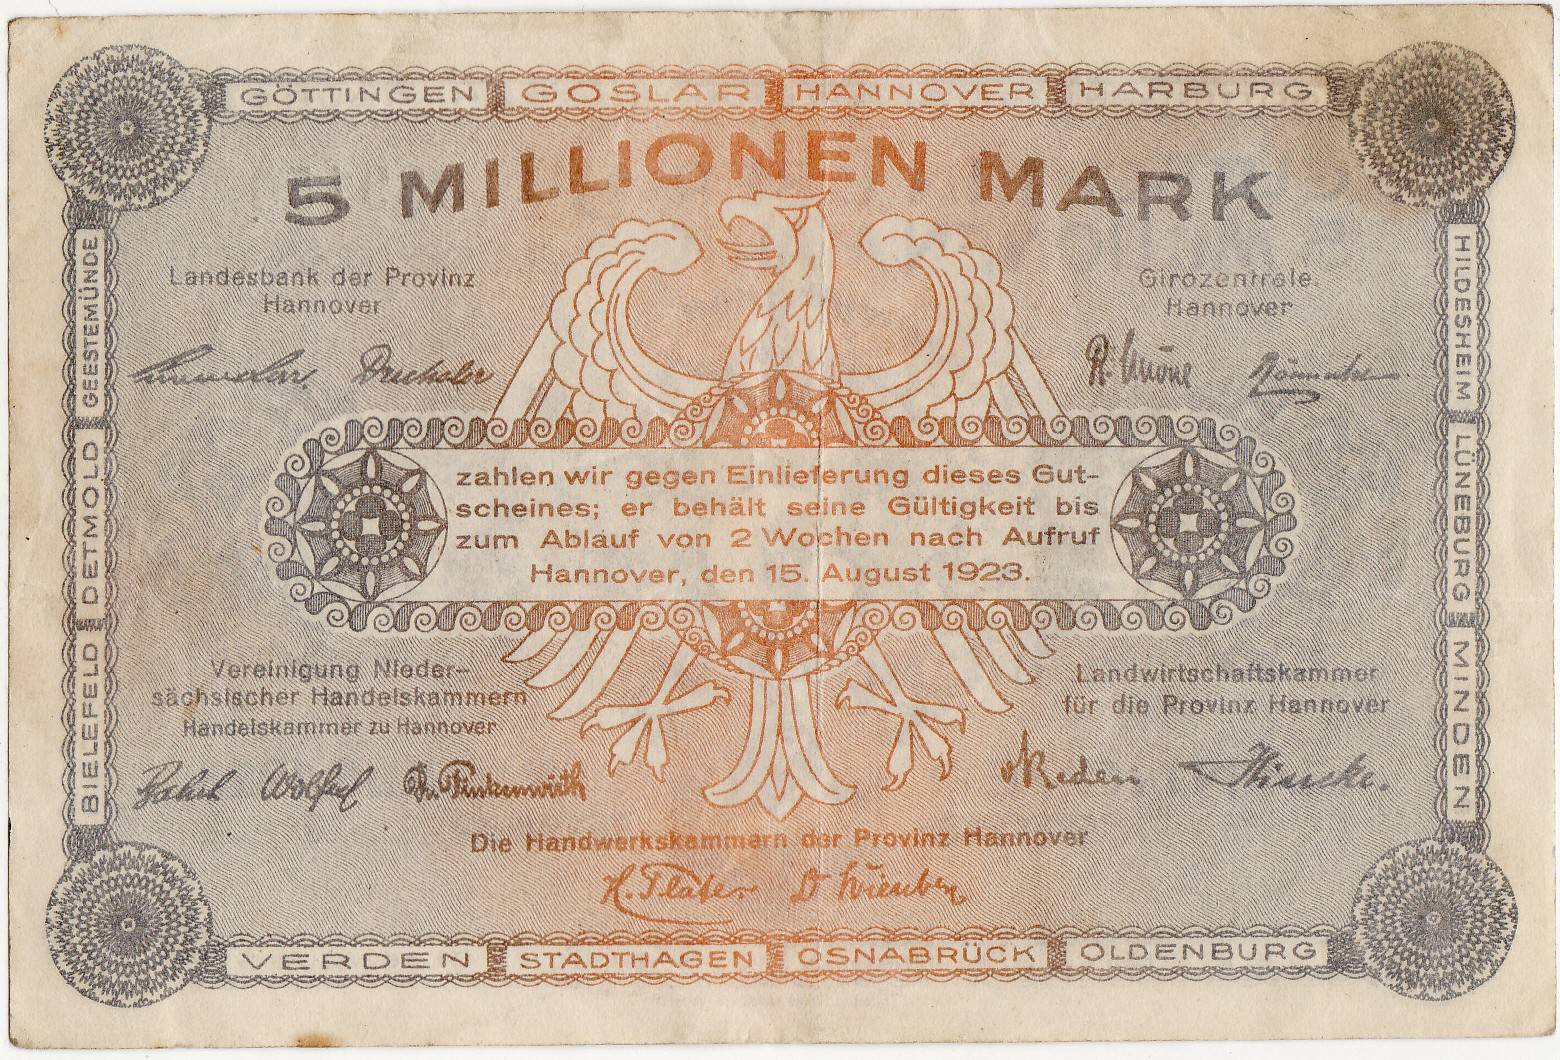 GÖTTINGEN GOSLAR HANNOVER HARBURG
5 MILLIONEN MARK
Landesbank der Provinz
Hannover
Girozentrale
Hannover
zahlen wir gegen Einlieferung dieses Gut-
scheines; er behält seine Gültigkeit bis
zum Ablauf von 2 Wochen nach Aufruf
Hannover, den 15. August 1923.
Vereinigung Nieder-
sächsischer Handelskammern
Handelskammer zu Hannover
Landwirtschaftskammer
für die Provinz Hannover
Die Handwerkskammern der Provinz Hannover
H. Plater
VERDEN STADTHAGEN OSNABRÜCK OLDENBURG
BIELEFELD DETMOLD GEESTEMÜNDE
HILDESHEIM LÜNEBURG MINDEN